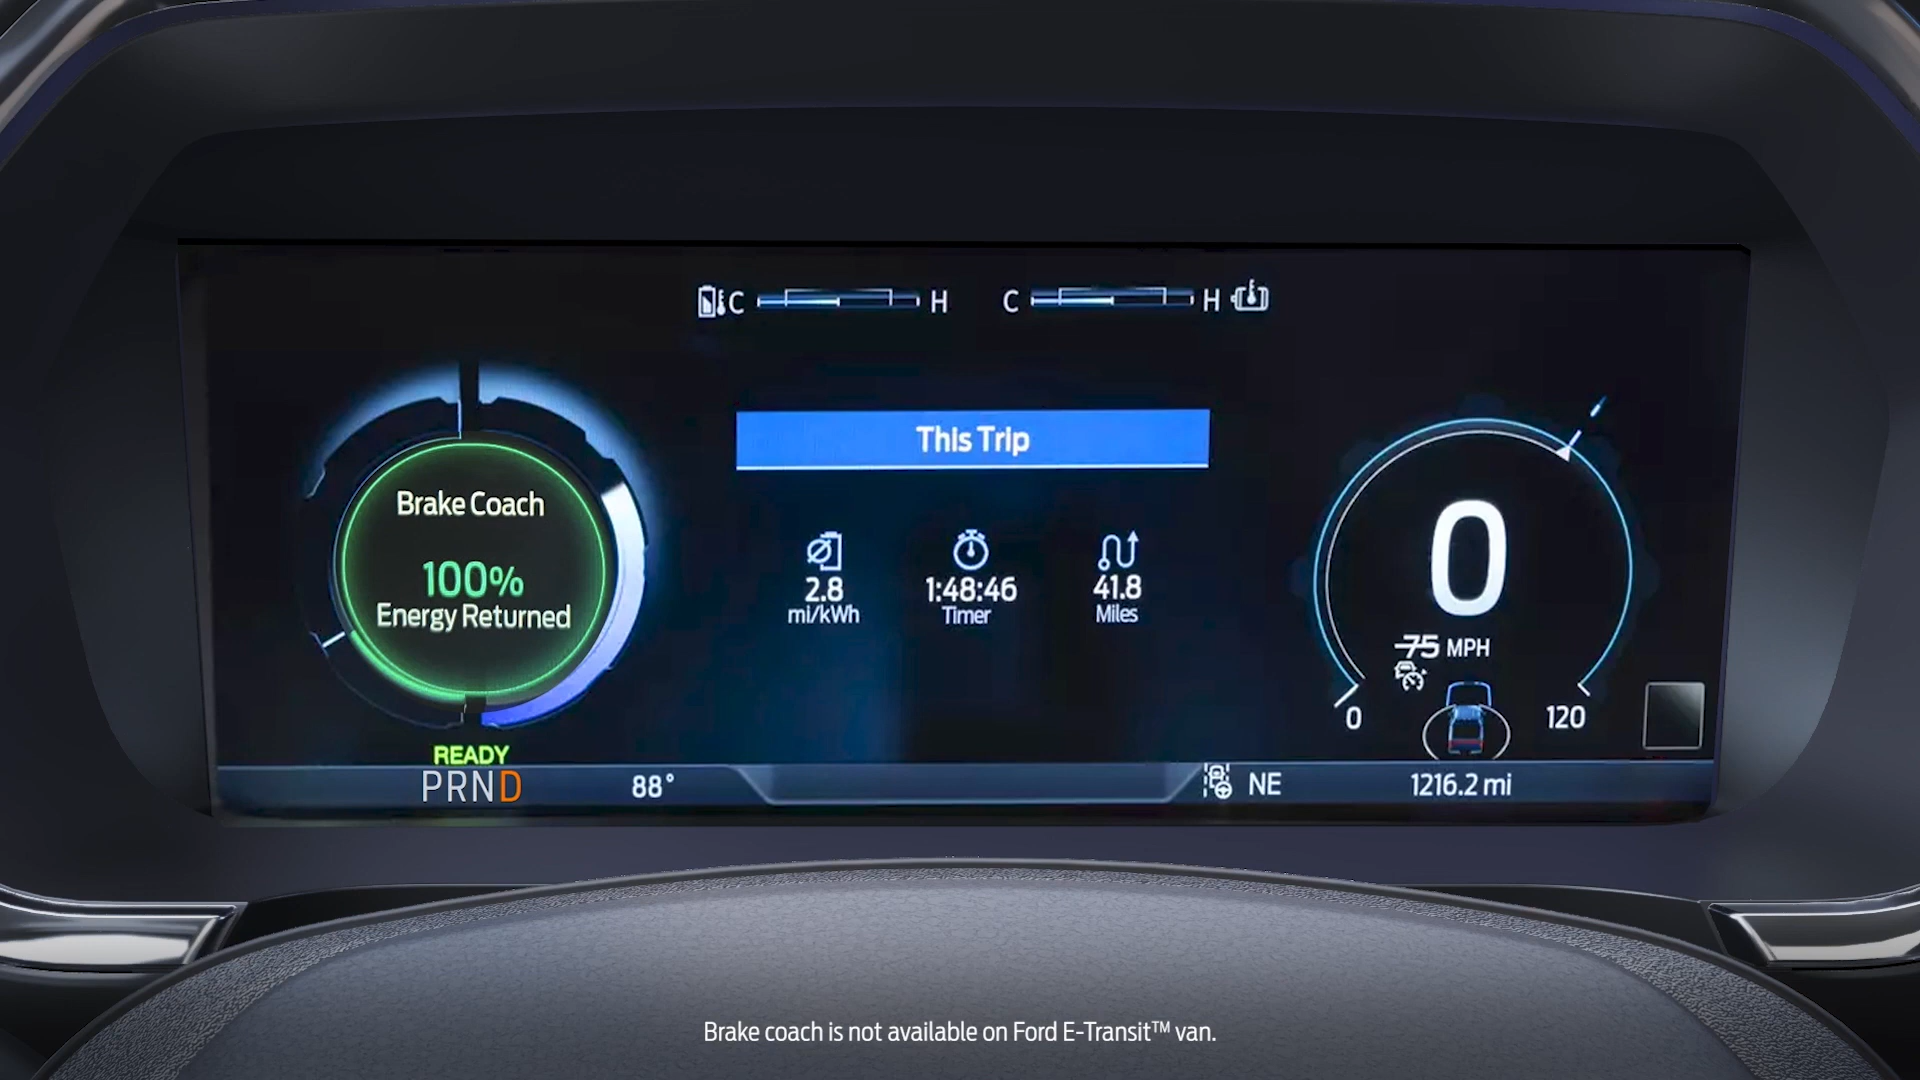 C H C H
This Trip
Brake Coach
100%
Energy Returned
2.8
mi/kWh
1:48:46
Timer
41.8
Miles
0
75 MPH
0
120
READY
PRND
88°
NE
1216.2 mi
Brake coach is not available on Ford E-Transit™ van.